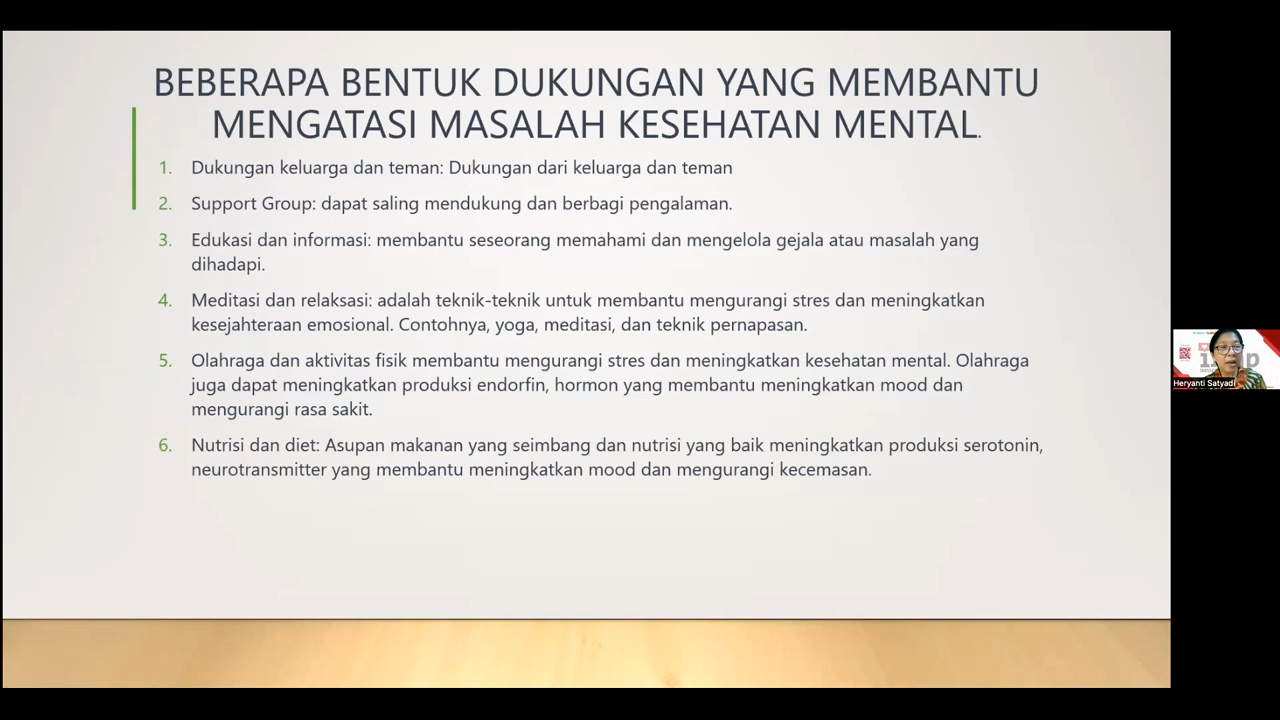 BEBERAPA BENTUK DUKUNGAN YANG MEMBANTU
MENGATASI MASALAH KESEHATAN MENTAL.
1. Dukungan keluarga dan teman: Dukungan dari keluarga dan teman
2. Support Group: dapat saling mendukung dan berbagi pengalaman.
3. Edukasi dan informasi: membantu seseorang memahami dan mengelola gejala atau masalah yang
dihadapi.
4. Meditasi dan relaksasi: adalah teknik-teknik untuk membantu mengurangi stres dan meningkatkan
kesejahteraan emosional. Contohnya, yoga, meditasi, dan teknik pernapasan.
5. Olahraga dan aktivitas fisik membantu mengurangi stres dan meningkatkan kesehatan mental. Olahraga
juga dapat meningkatkan produksi endorfin, hormon yang membantu meningkatkan mood dan
mengurangi rasa sakit.
6. Nutrisi dan diet: Asupan makanan yang seimbang dan nutrisi yang baik meningkatkan produksi serotonin,
neurotransmitter yang membantu meningkatkan mood dan mengurangi kecemasan.
Heryanti Satyadi